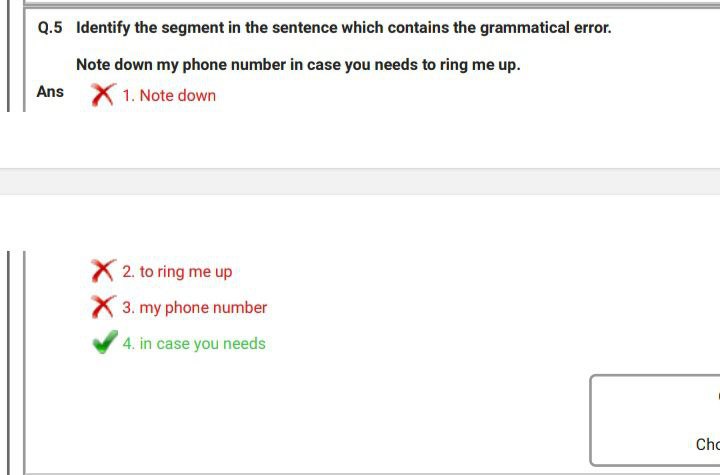 Q.5 Identify the segment in the sentence which contains the grammatical error.
Note down my phone number in case you needs to ring me up.
Ans 1. Note down
2. to ring me up
3. my phone number
4. in case you needs